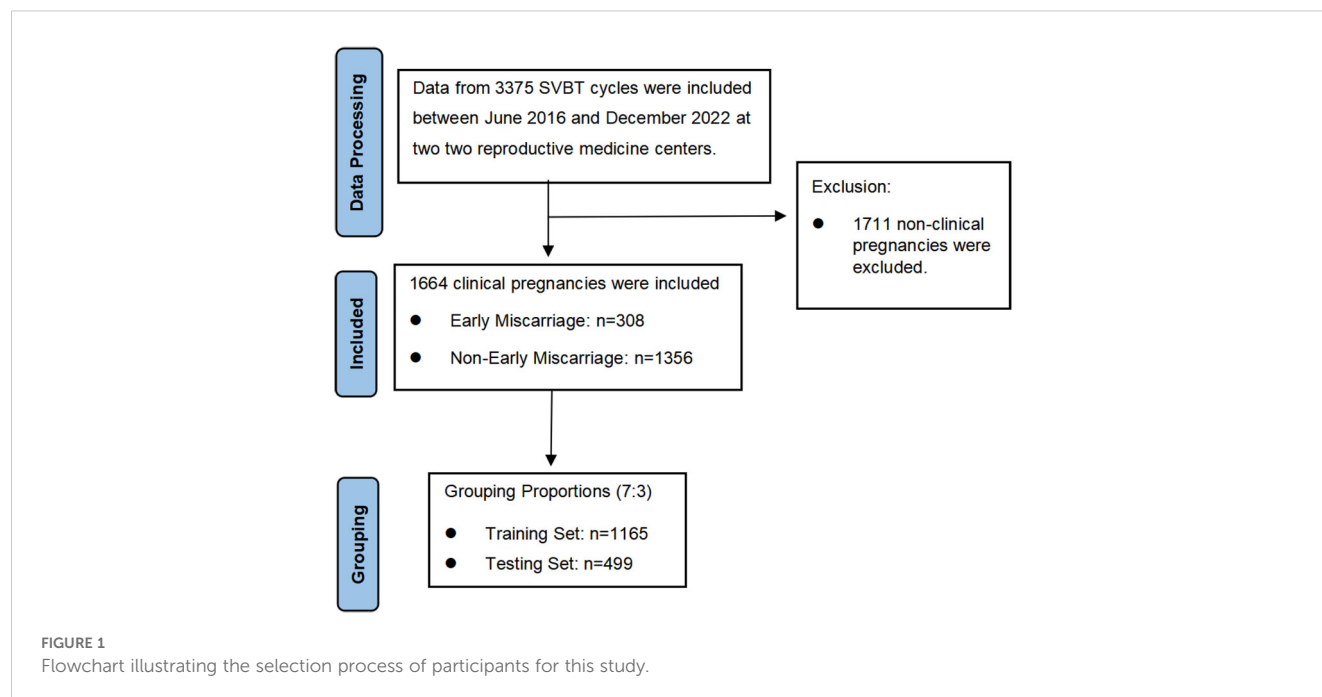 Data Processing
Data from 3375 SVBT cycles were included
between June 2016 and December 2022 at
two two reproductive medicine centers.
Exclusion:
● 1711 non-clinical
pregnancies were
excluded.
Included
1664 clinical pregnancies were included
● Early Miscarriage: n=308
● Non-Early Miscarriage: n=1356
Grouping
Grouping Proportions (7:3)
● Training Set: n=1165
● Testing Set: n=499
FIGURE 1
Flowchart illustrating the selection process of participants for this study.